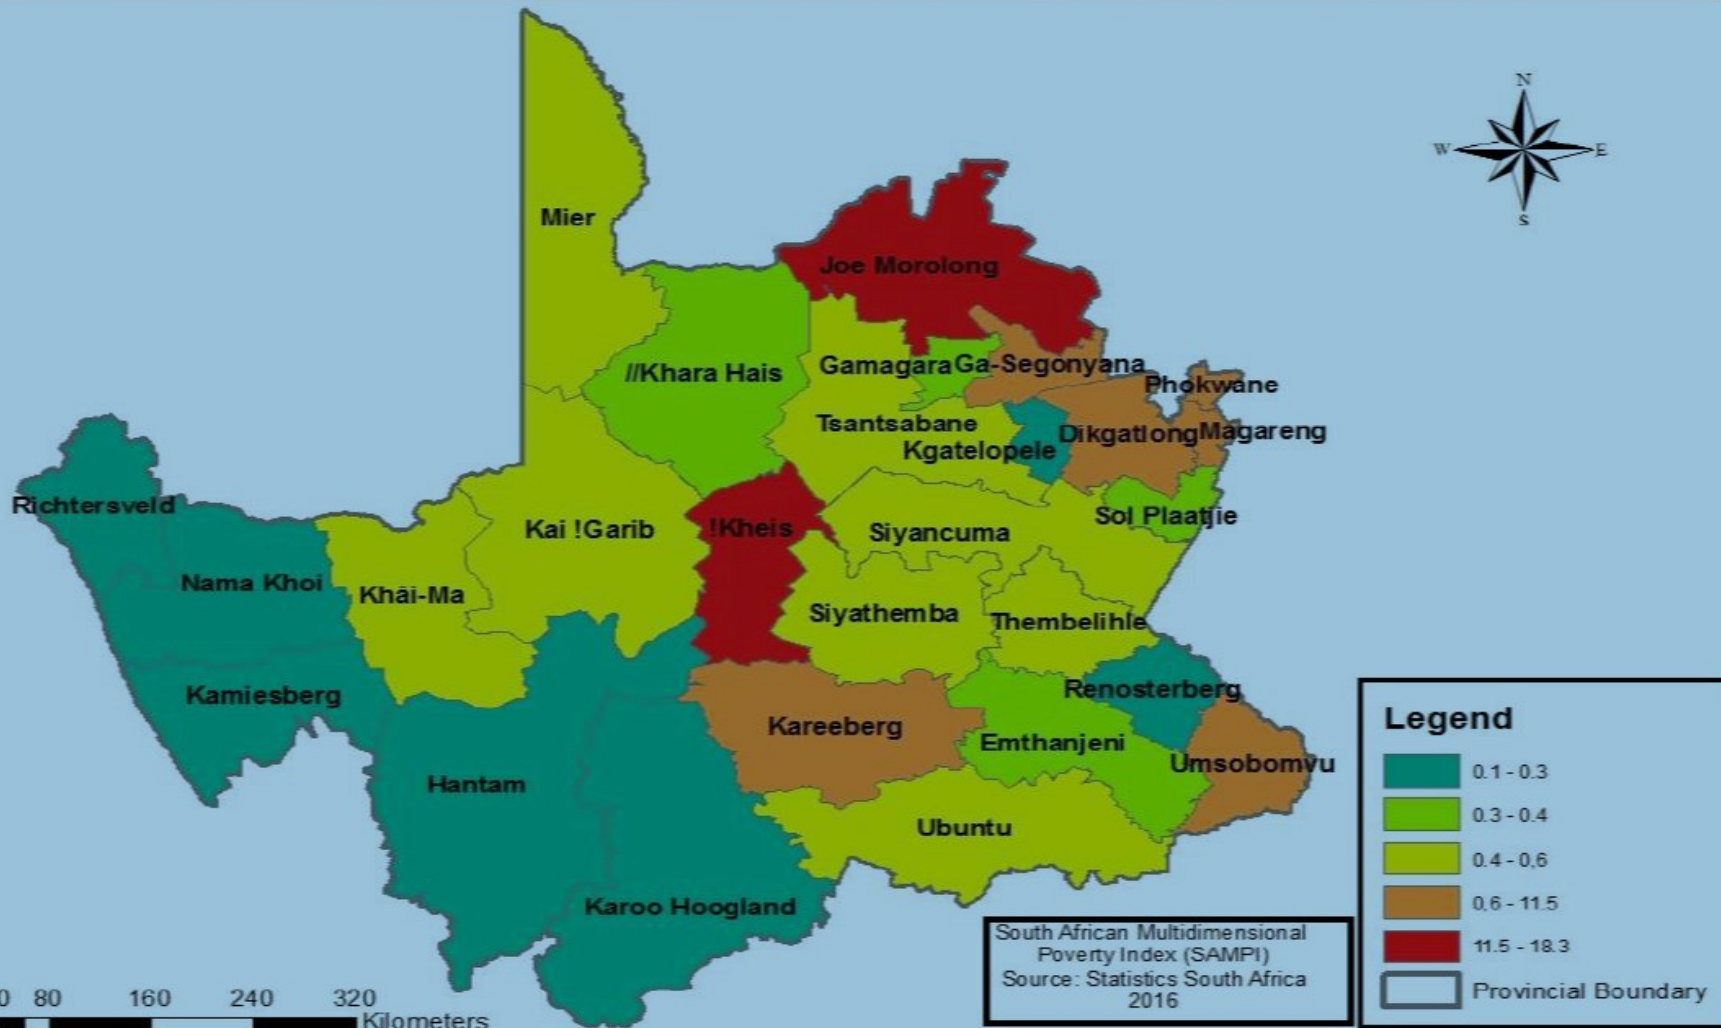 N
W
E
S
Mier
Joe Morolong
//Khara Hais
Gamagara
Ga-Segonyana
Phokwane
Tsantsabane
Kgatelopele
Dikgatlong
Magareng
Richtersveld
Kai !Garib
!Kheis
Siyancuma
Sol Plaatjie
Nama Khoi
Khâi-Ma
Siyathemba
Thembelihle
Kamiesberg
Renosterberg
Kareeberg
Emthanjeni
Umsobomvu
Hantam
Ubuntu
Karoo Hoogland
Legend
0.1 - 0.3
0.3 - 0.4
0.4 - 0,6
0,6 - 11.5
11.5 - 18.3
Provincial Boundary
South African Multidimensional
Poverty Index (SAMPI)
Source: Statistics South Africa
2016
0 80 160 240 320
Kilometers